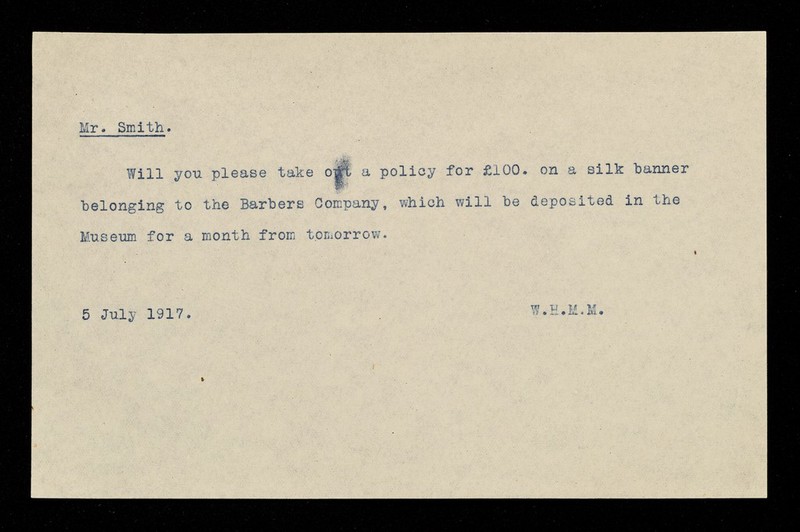 Mr. Smith.
Will you please take out a policy for £100. on a silk banner
belonging to the Barbers Company, which will be deposited in the
Museum for a month from tomorrow.
5 July 1917. W.H.M.M.